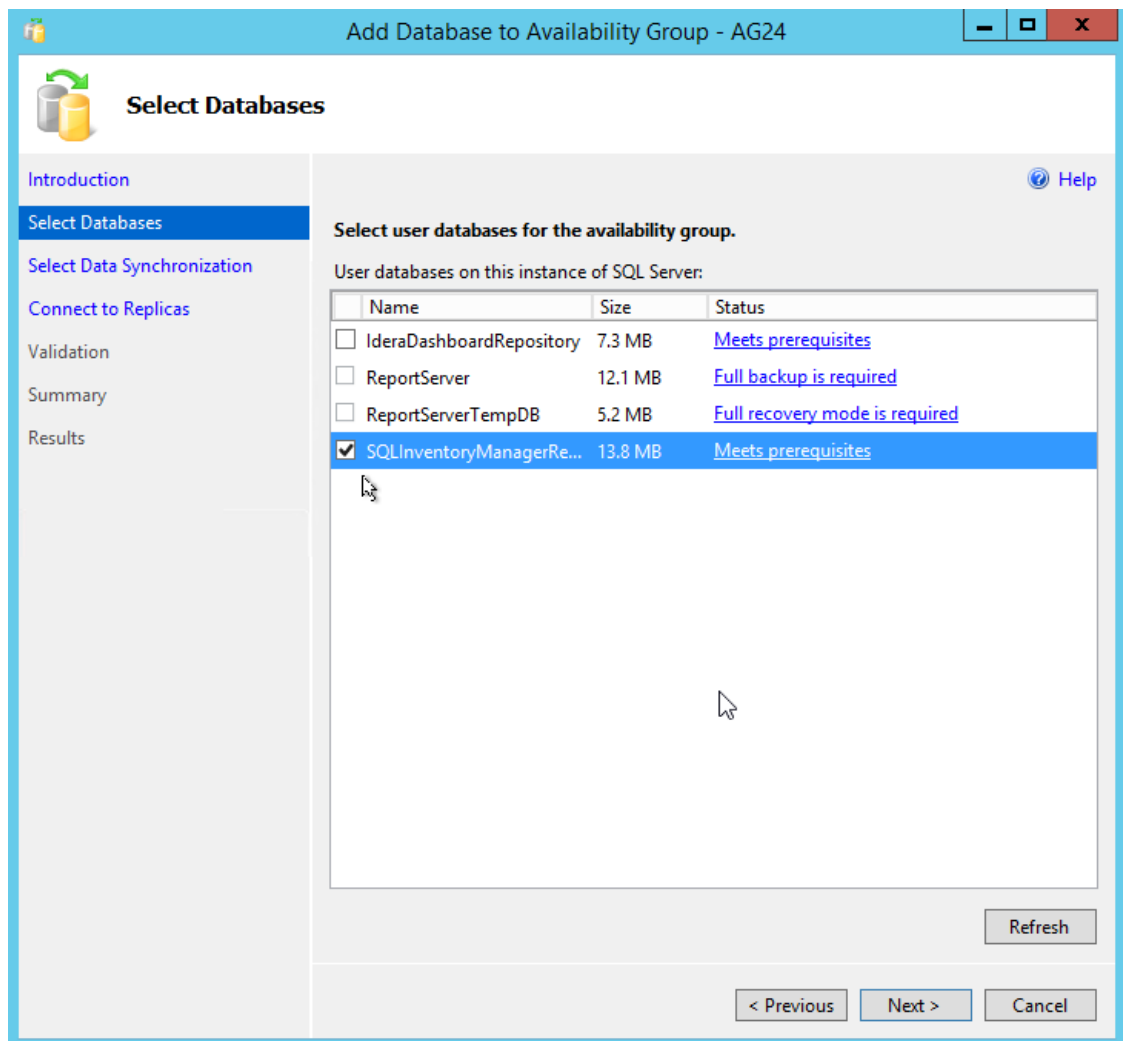 Add Database to Availability Group - AG24
Select Databases
Introduction
Select Databases
Select Data Synchronization
Connect to Replicas
Validation
Summary
Results
Help
Select user databases for the availability group.
User databases on this instance of SQL Server:
Name Size Status
IderaDashboardRepository 7.3 MB Meets prerequisites
ReportServer 12.1 MB Full backup is required
ReportServerTempDB 5.2 MB Full recovery mode is required
SQLInventoryManagerRe... 13.8 MB Meets prerequisites
Refresh
< Previous Next > Cancel